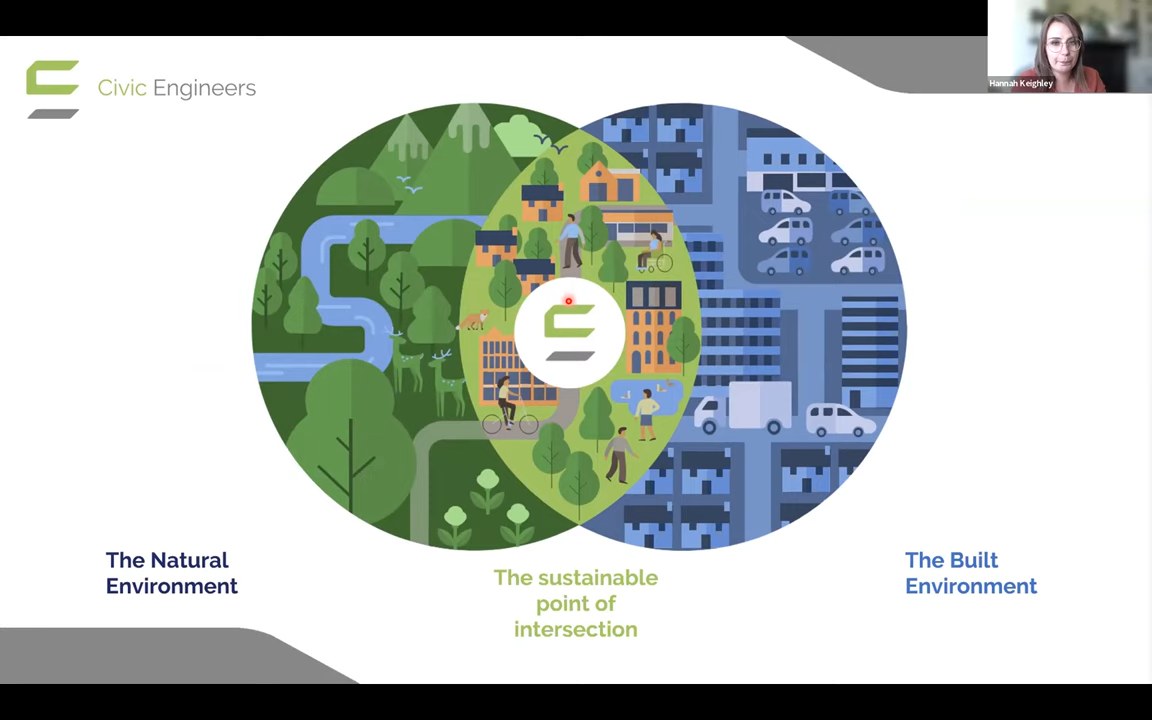 Civic Engineers
Hannah Keighley
The Natural
Environment
The sustainable
point of
intersection
The Built
Environment